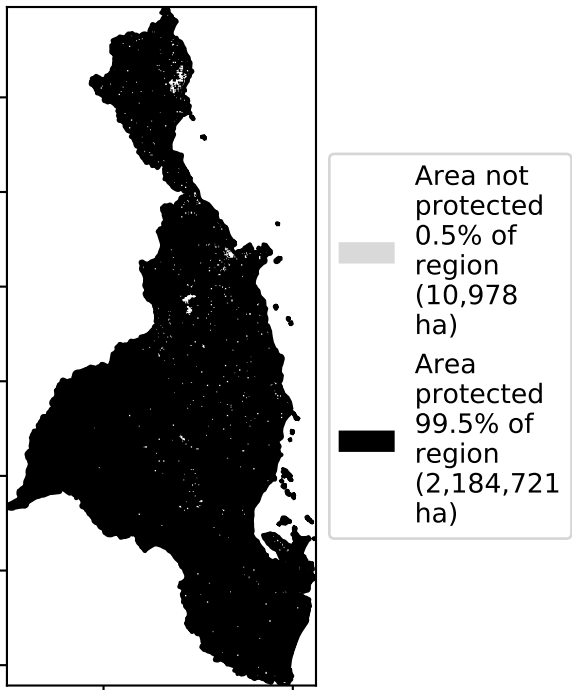 Area not
protected
0.5% of
region
(10,978
ha)
Area
protected
99.5% of
region
(2,184,721
ha)